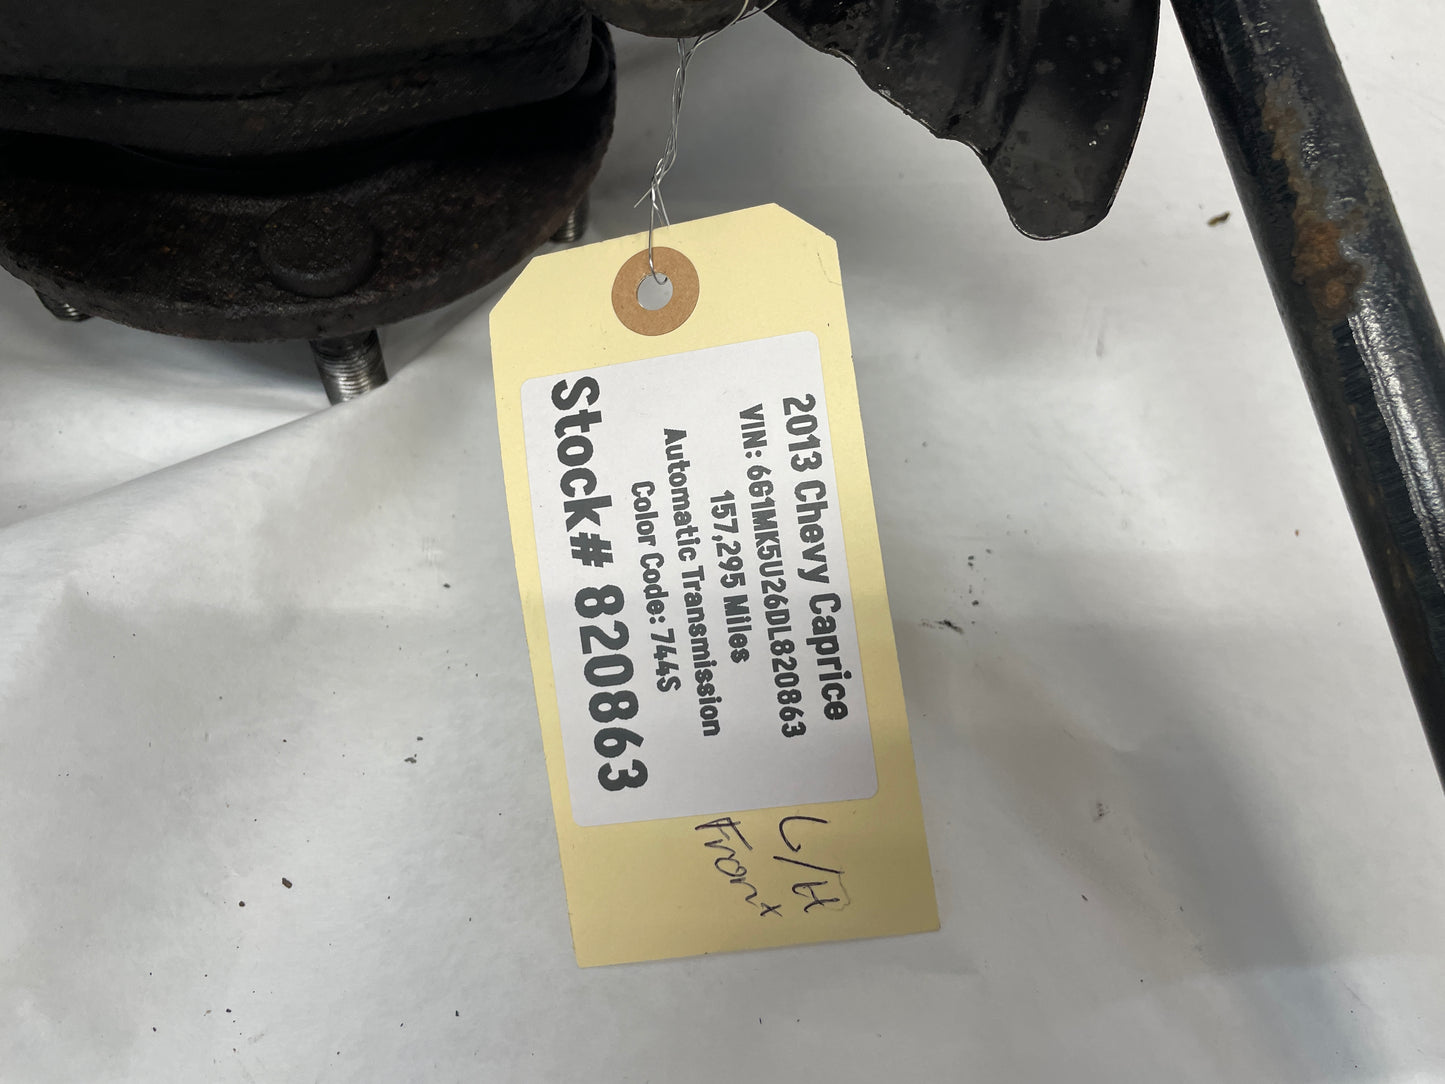 2013 Chevy Caprice
VIN: 6G1MK5U26DL820863
157,295 Miles
Automatic Transmission
Color Code: 744S
Stock# 820863
L/H
Front